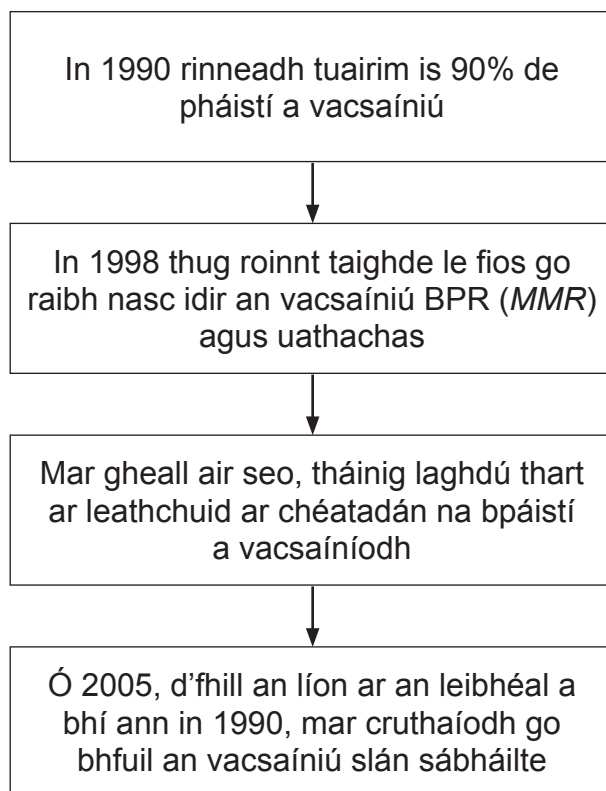 In 1990 rinneadh tuairim is 90% de
pháistí a vacsaíniú
In 1998 thug roinnt taighde le fios go
raibh nasc idir an vacsaíniú BPR (MMR)
agus uathachas
Mar gheall air seo, tháinig laghdú thart
ar leathchuid ar chéatadán na bpáistí
a vacsaíníodh
Ó 2005, d’fhill an líon ar an leibhéal a
bhí ann in 1990, mar cruthaíodh go
bhfuil an vacsaíniú slán sábháilte